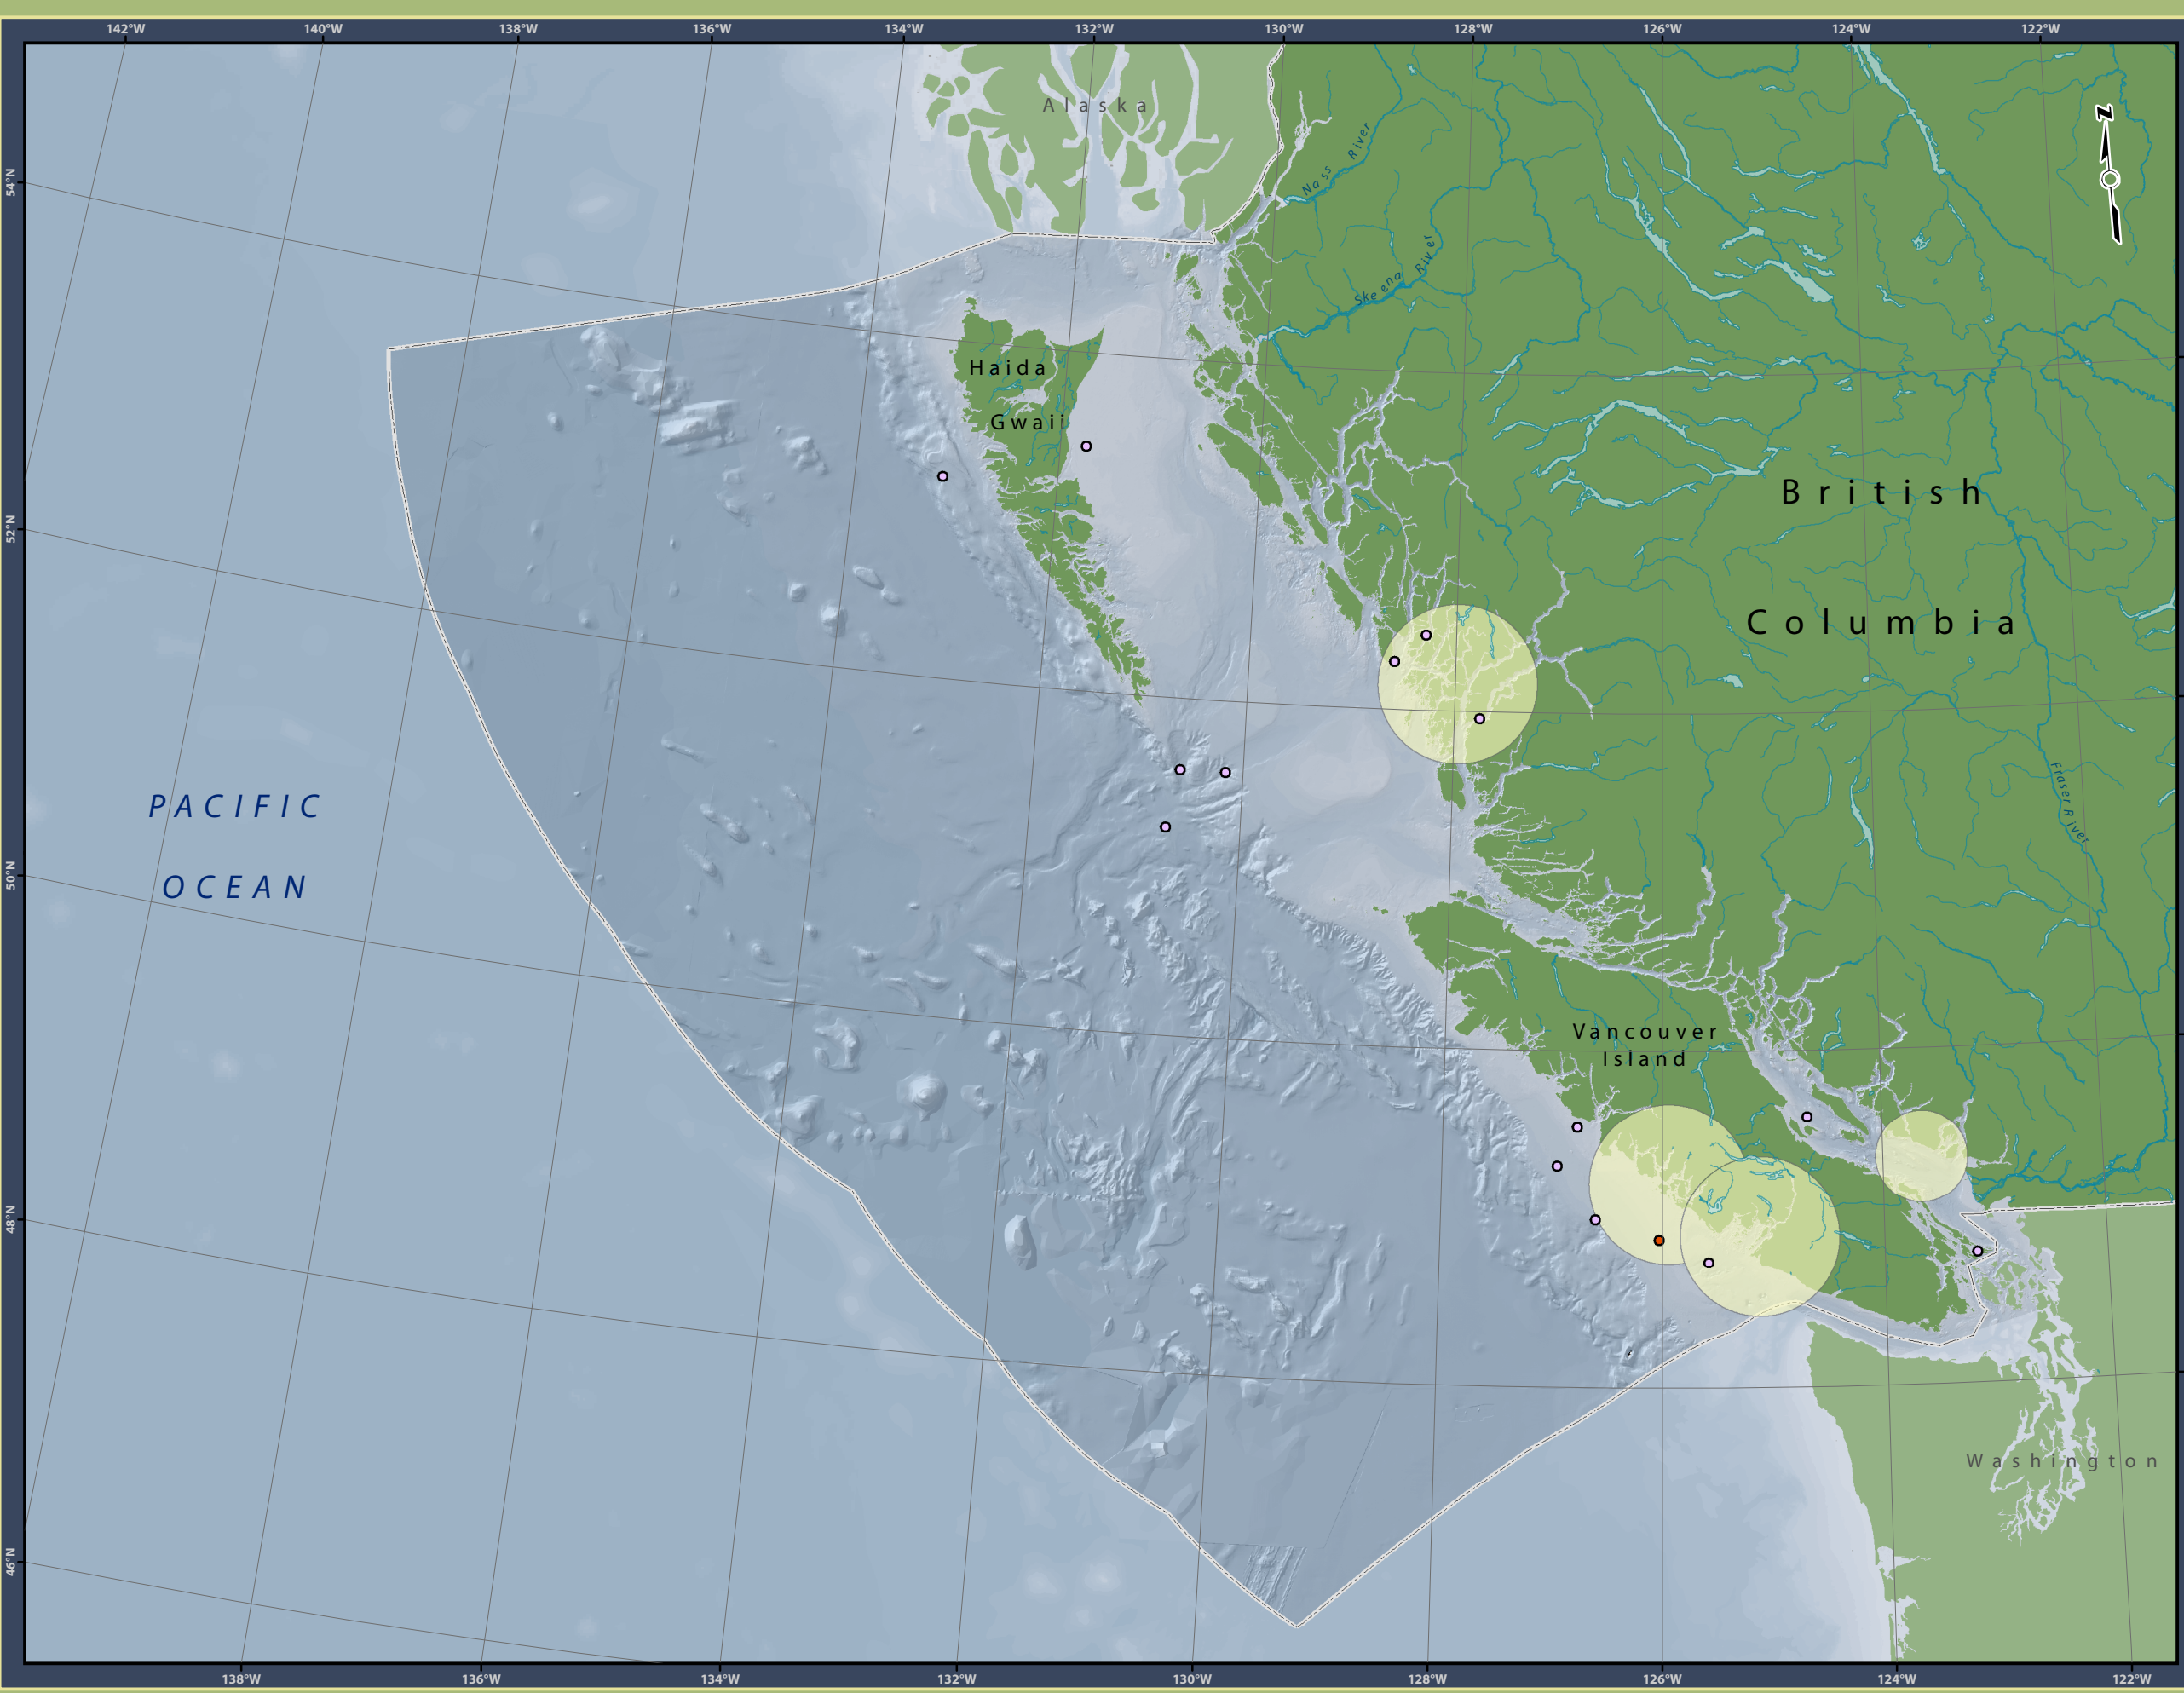 142°W 140°W 138°W 136°W 134°W 132°W 130°W 128°W 126°W 124°W 122°W
Alaska
N
Nass River
54°N
Skeena River
Haida
Gwaii
British
52°N
Columbia
PACIFIC
Fraser River
50°N
OCEAN
Vancouver
Island
48°N
Washington
46°N
138°W 136°W 134°W 132°W 130°W 128°W 126°W 124°W 122°W